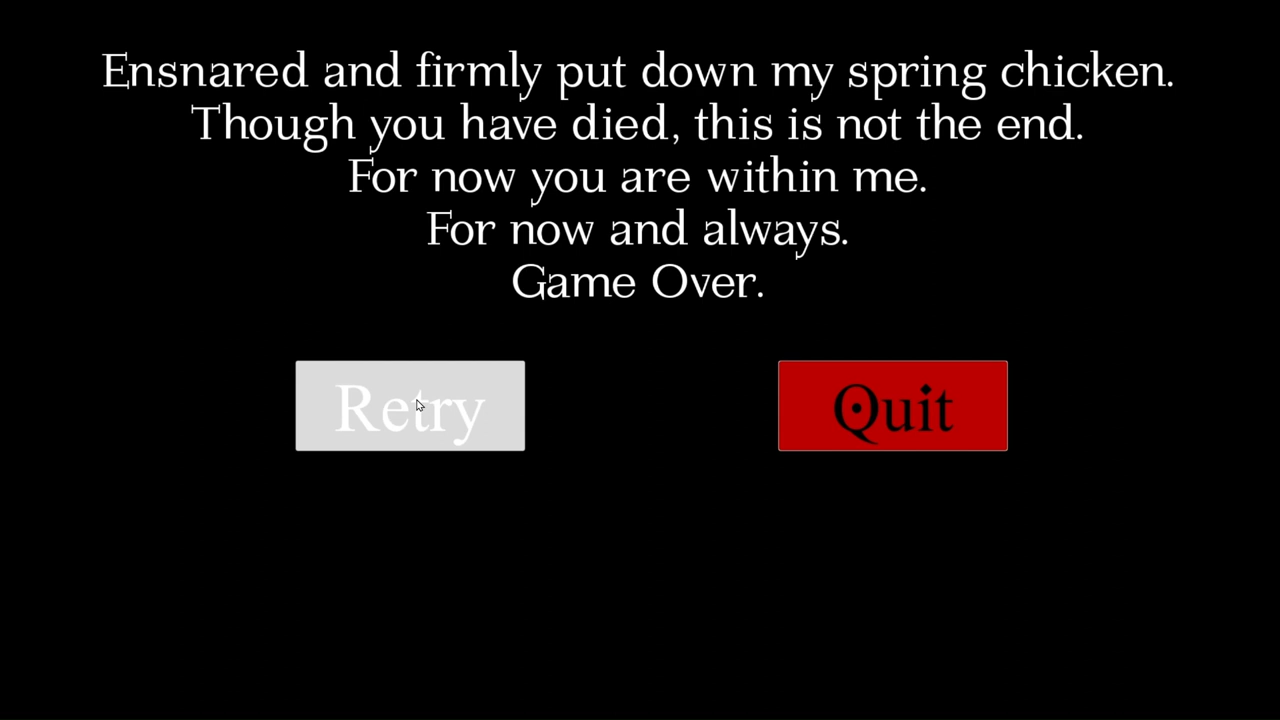 Ensnared and firmly put down my spring chicken.
Though you have died, this is not the end.
For now you are within me.
For now and always.
Game Over.
Retry
Quit